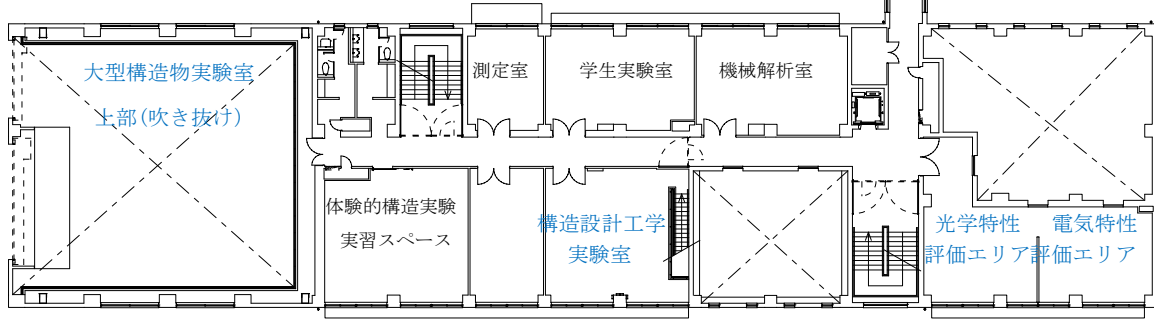 大型構造物実験室
上部(吹き抜け)
測定室
学生実験室
機械解析室
体験的構造実験
実習スペース
構造設計工学
実験室
光学特性
評価エリア
電気特性
評価エリア